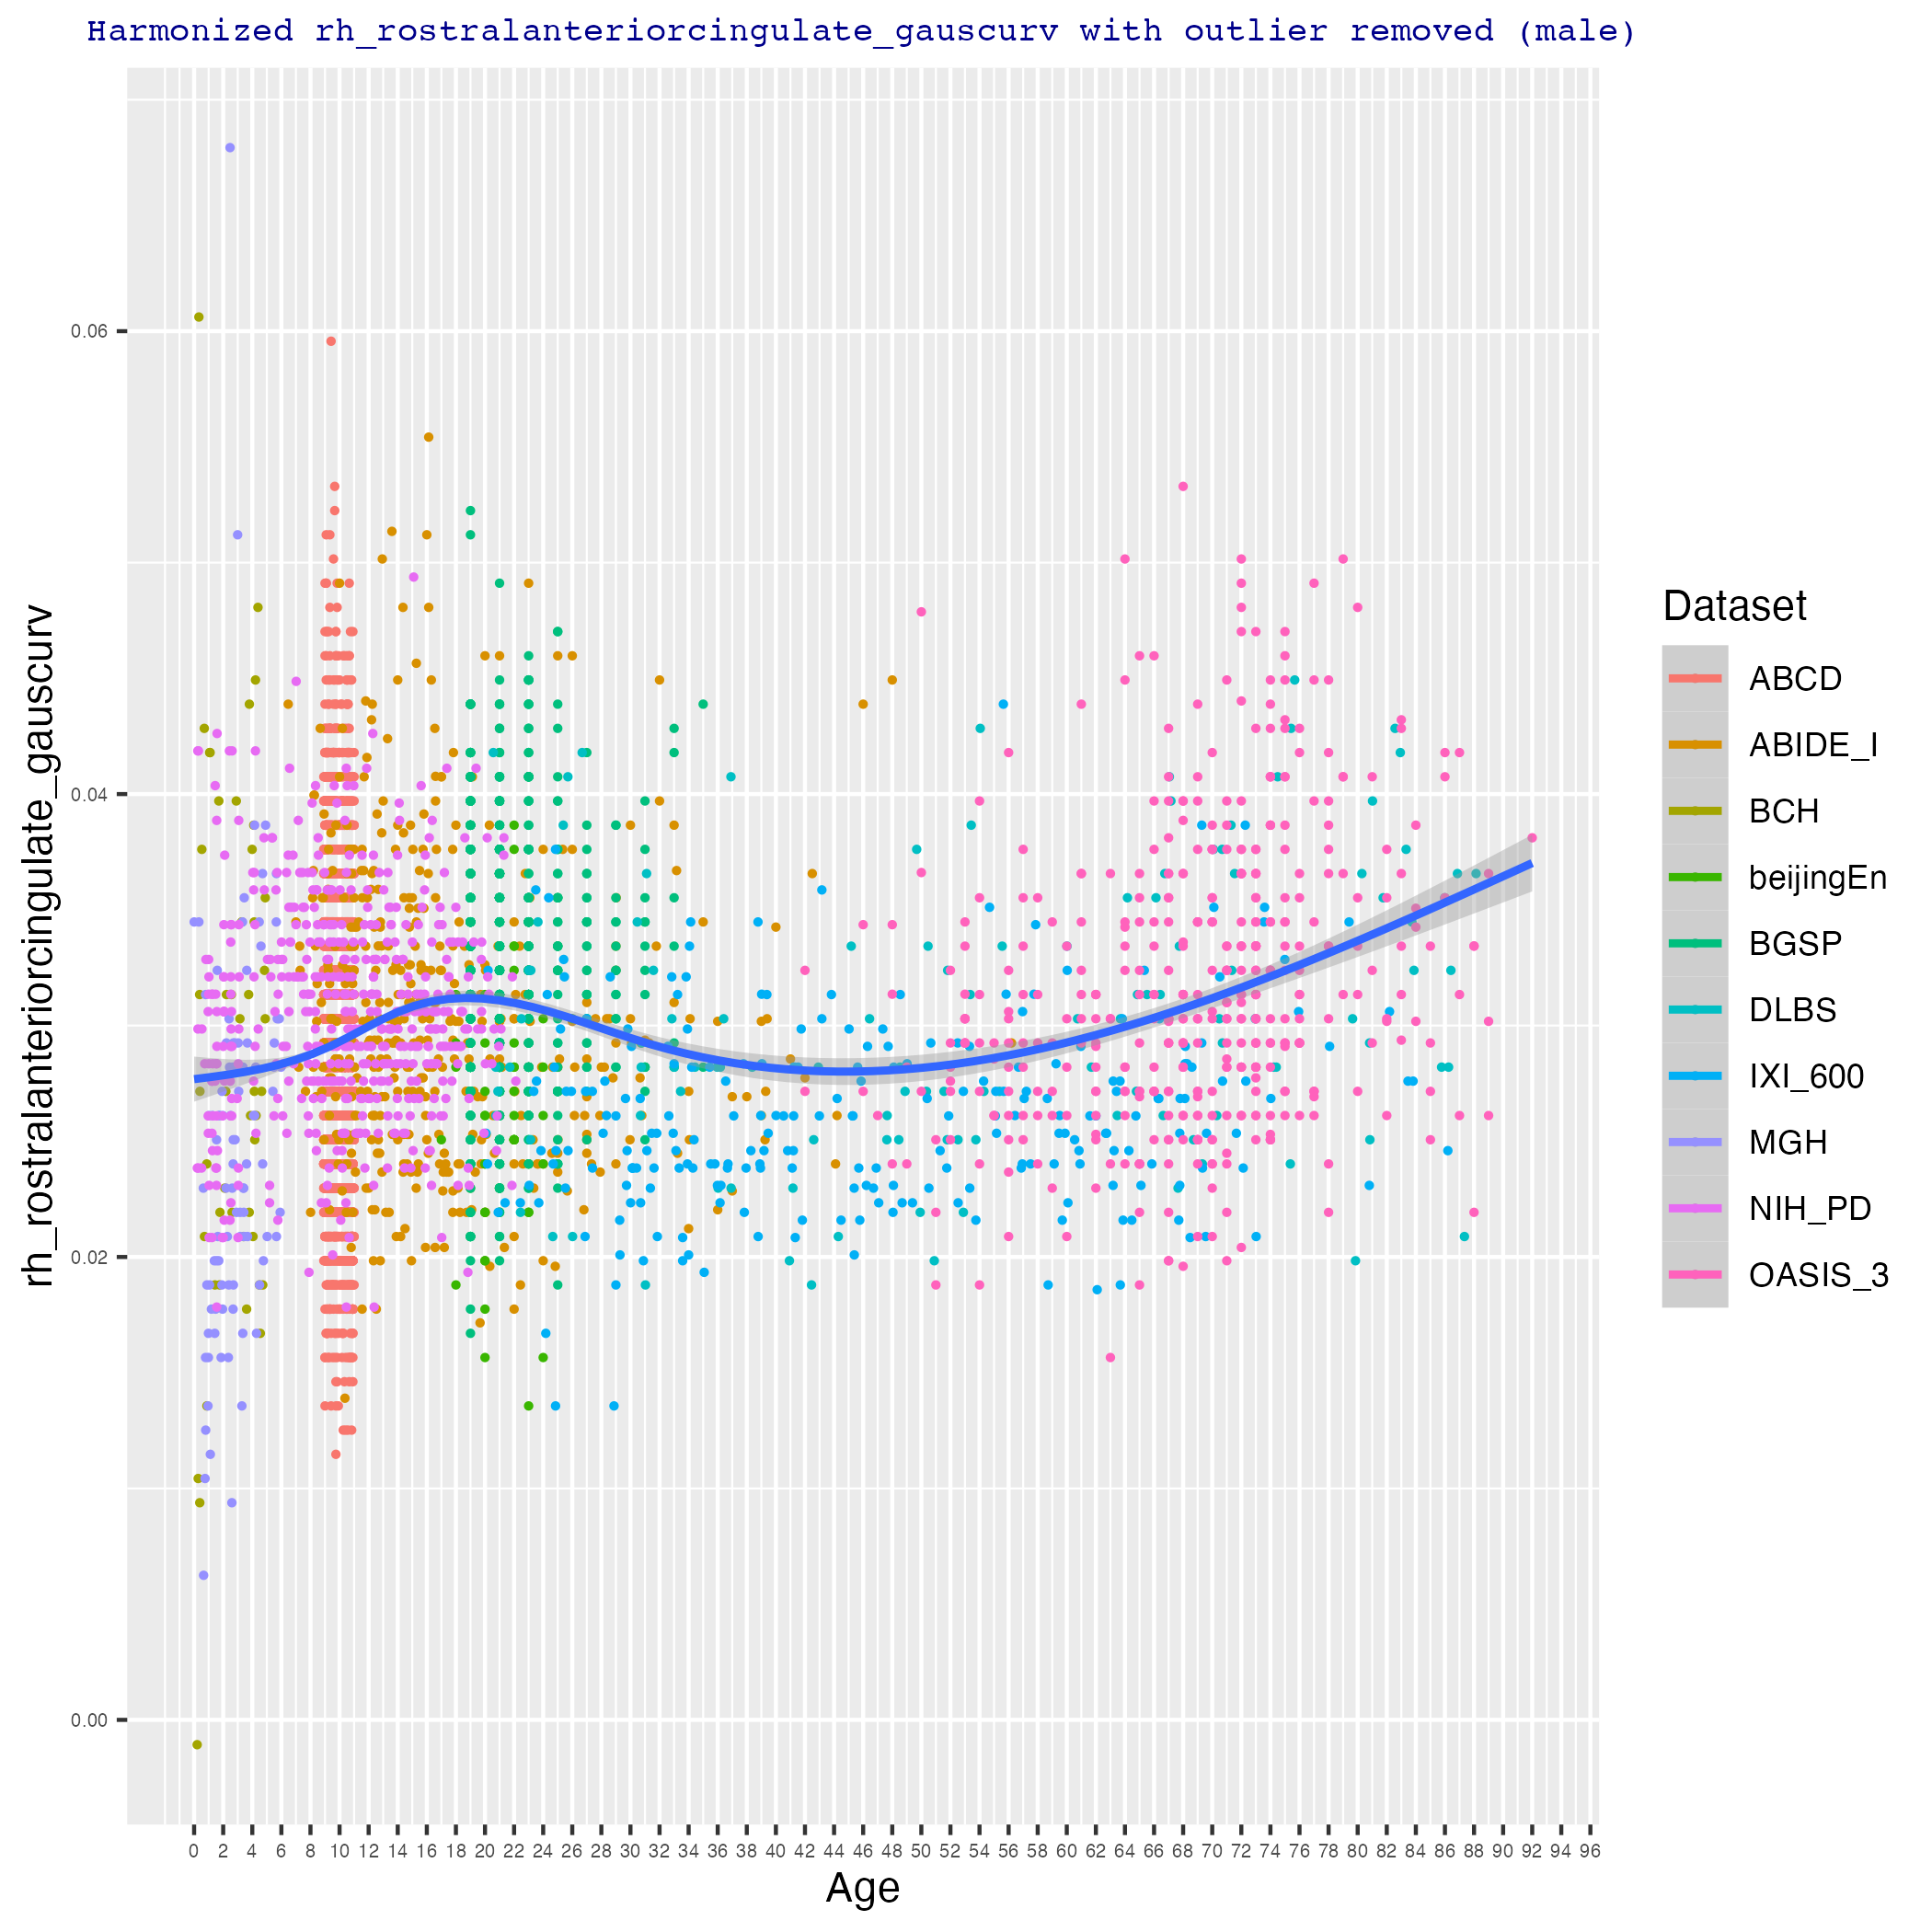 Harmonized rh_rostralanteriorcingulate_gauscurv with outlier removed (male)
rh_rostralanteriorcingulate_gauscurv
0.06
0.04
0.02
0.00
0 2 4 6 8 10 12 14 16 18 20 22 24 26 28 30 32 34 36 38 40 42 44 46 48 50 52 54 56 58 60 62 64 66 68 70 72 74 76 78 80 82 84 86 88 90 92 94 96
Age
Dataset
ABCD
ABIDE_I
BCH
beijingEn
BGSP
DLBS
IXI_600
MGH
NIH_PD
OASIS_3